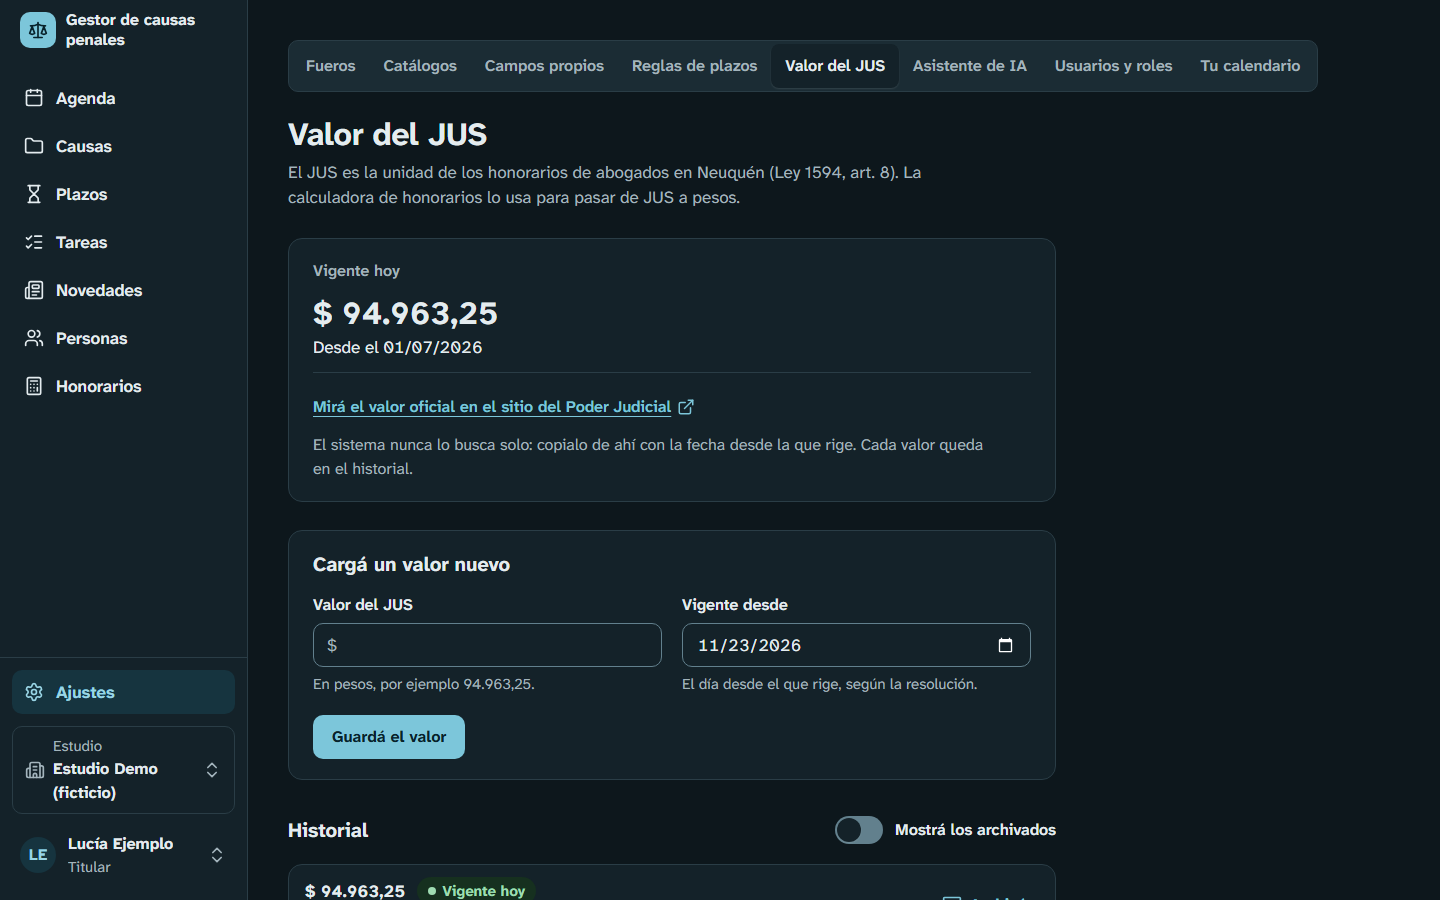 Gestor de causas
penales
Agenda
Causas
Plazos
Tareas
Novedades
Personas
Honorarios
Ajustes
Estudio
Estudio Demo
(ficticio)
LE
Lucía Ejemplo
Titular
Fueros
Catálogos
Campos propios
Reglas de plazos
Valor del JUS
Asistente de IA
Usuarios y roles
Tu calendario
Valor del JUS
El JUS es la unidad de los honorarios de abogados en Neuquén (Ley 1594, art. 8). La
calculadora de honorarios lo usa para pasar de JUS a pesos.
Vigente hoy
$ 94.963,25
Desde el 01/07/2026
Mirá el valor oficial en el sitio del Poder Judicial
El sistema nunca lo busca solo: copialo de ahí con la fecha desde la que rige. Cada valor queda
en el historial.
Cargá un valor nuevo
Valor del JUS
$
En pesos, por ejemplo 94.963,25.
Vigente desde
11/23/2026
El día desde el que rige, según la resolución.
Guardá el valor
Historial
Mostrá los archivados
$ 94.963,25
Vigente hoy